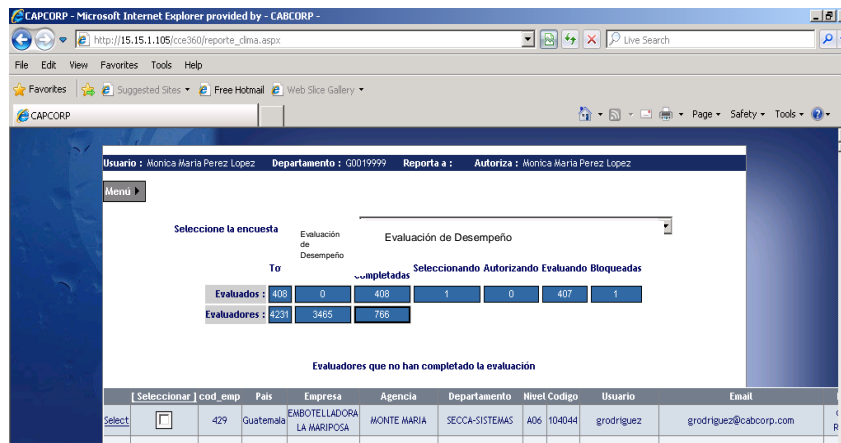 CAPCORP - Microsoft Internet Explorer provided by - CABCORP -
http://15.15.1.105/cce360/reporte_clima.aspx
Live Search
File Edit View Favorites Tools Help
Favorites Suggested Sites Free Hotmail Web Slice Gallery
CAPCORP Page Safety Tools
Usuario : Monica Maria Perez Lopez Departamento : G0019999 Reporta a : Autoriza : Monica Maria Perez Lopez
Menú
Seleccione la encuesta
Evaluación
de
Desempeño
Evaluación de Desempeño
Seleccionando Autorizando Evaluando Bloqueadas
Evaluados : 408 0 408 1 0 407 1
Evaluadores : 4231 3465 766
Evaluadores que no han completado la evaluación
[ Seleccionar ] cod_emp Pais Empresa Agencia Departamento Nivel Codigo Usuario Email
Select 429 Guatemala EMBOTELLADORA LA MARIPOSA MONTE MARIA SECCA-SISTEMAS A06 104044 grodriguez grodriguez@cabcorp.com